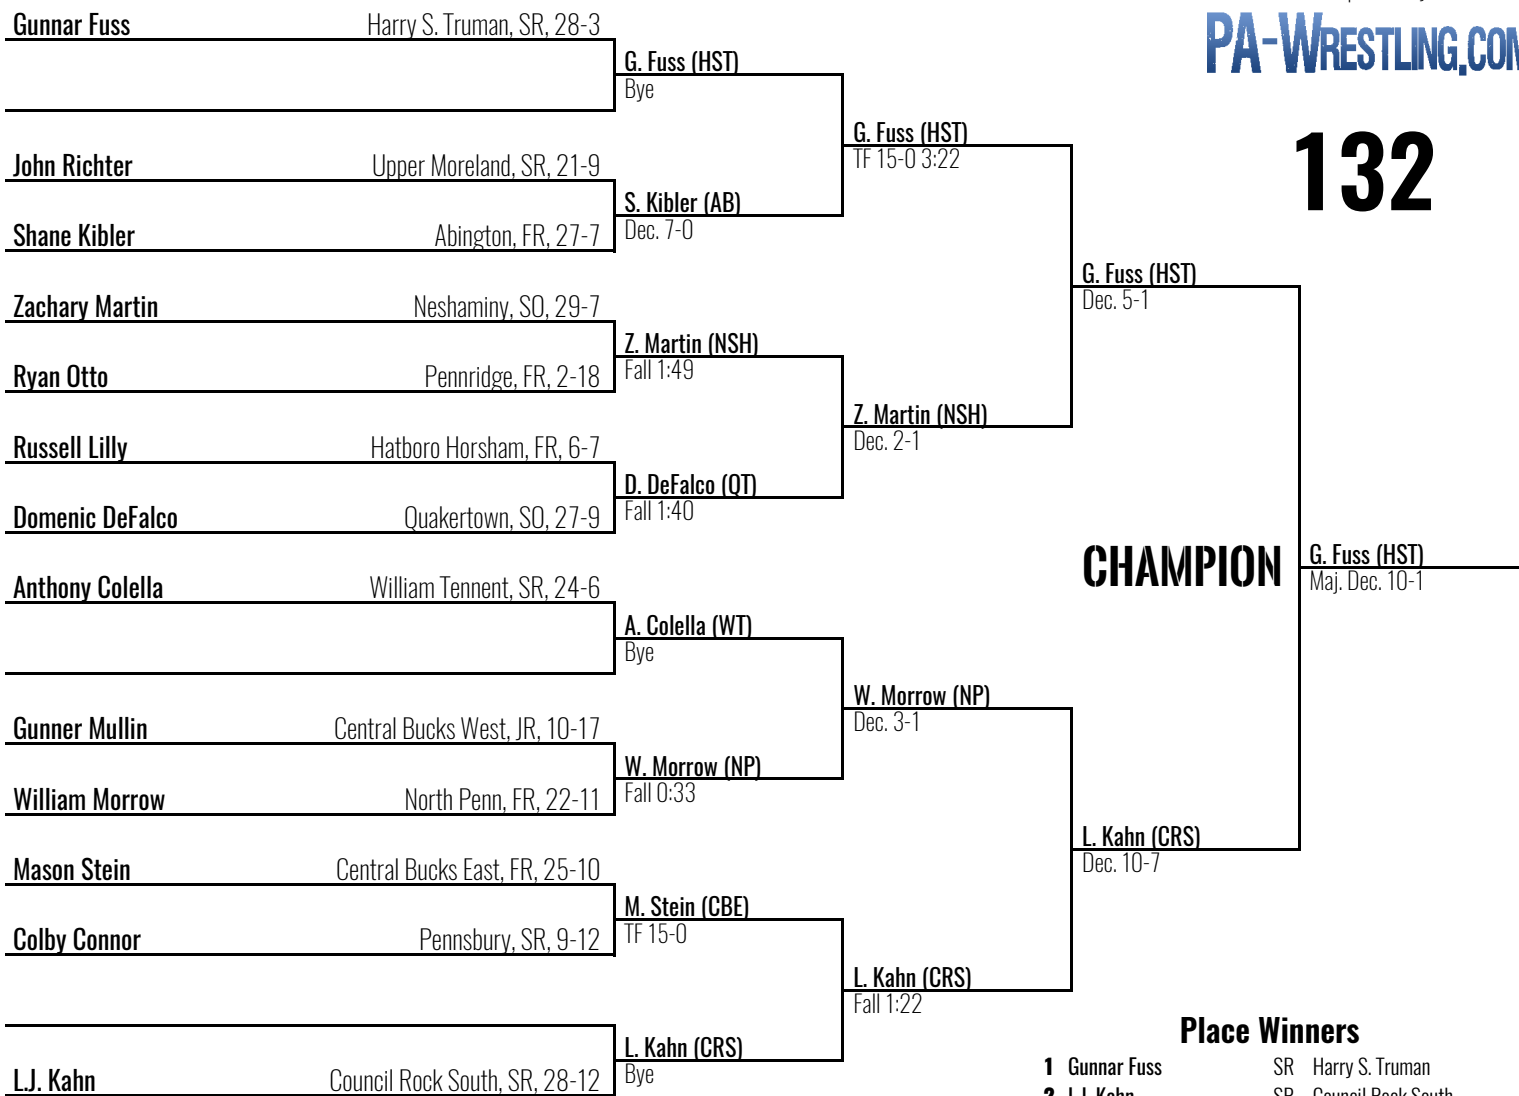 PA-WRESTLING.COM
132
Gunnar Fuss Harry S. Truman, SR, 28-3
G. Fuss (HST)
Bye
G. Fuss (HST)
TF 15-0 3:22
John Richter Upper Moreland, SR, 21-9
S. Kibler (AB)
Dec. 7-0
Shane Kibler Abington, FR, 27-7
G. Fuss (HST)
Dec. 5-1
Zachary Martin Neshaminy, SO, 29-7
Z. Martin (NSH)
Fall 1:49
Ryan Otto Pennridge, FR, 2-18
Z. Martin (NSH)
Dec. 2-1
Russell Lilly Hatboro Horsham, FR, 6-7
D. DeFalco (QT)
Fall 1:40
Domenic DeFalco Quakertown, SO, 27-9
CHAMPION
G. Fuss (HST)
Maj. Dec. 10-1
Anthony Colella William Tennent, SR, 24-6
A. Colella (WT)
Bye
W. Morrow (NP)
Dec. 3-1
Gunner Mullin Central Bucks West, JR, 10-17
W. Morrow (NP)
Fall 0:33
William Morrow North Penn, FR, 22-11
L. Kahn (CRS)
Dec. 10-7
Mason Stein Central Bucks East, FR, 25-10
M. Stein (CBE)
TF 15-0
Colby Connor Pennsbury, SR, 9-12
L. Kahn (CRS)
Fall 1:22
L. Kahn (CRS)
Bye
L.J. Kahn Council Rock South, SR, 28-12
Place Winners
1 Gunnar Fuss SR Harry S. Truman
2 L.J. Kahn SR Council Rock South